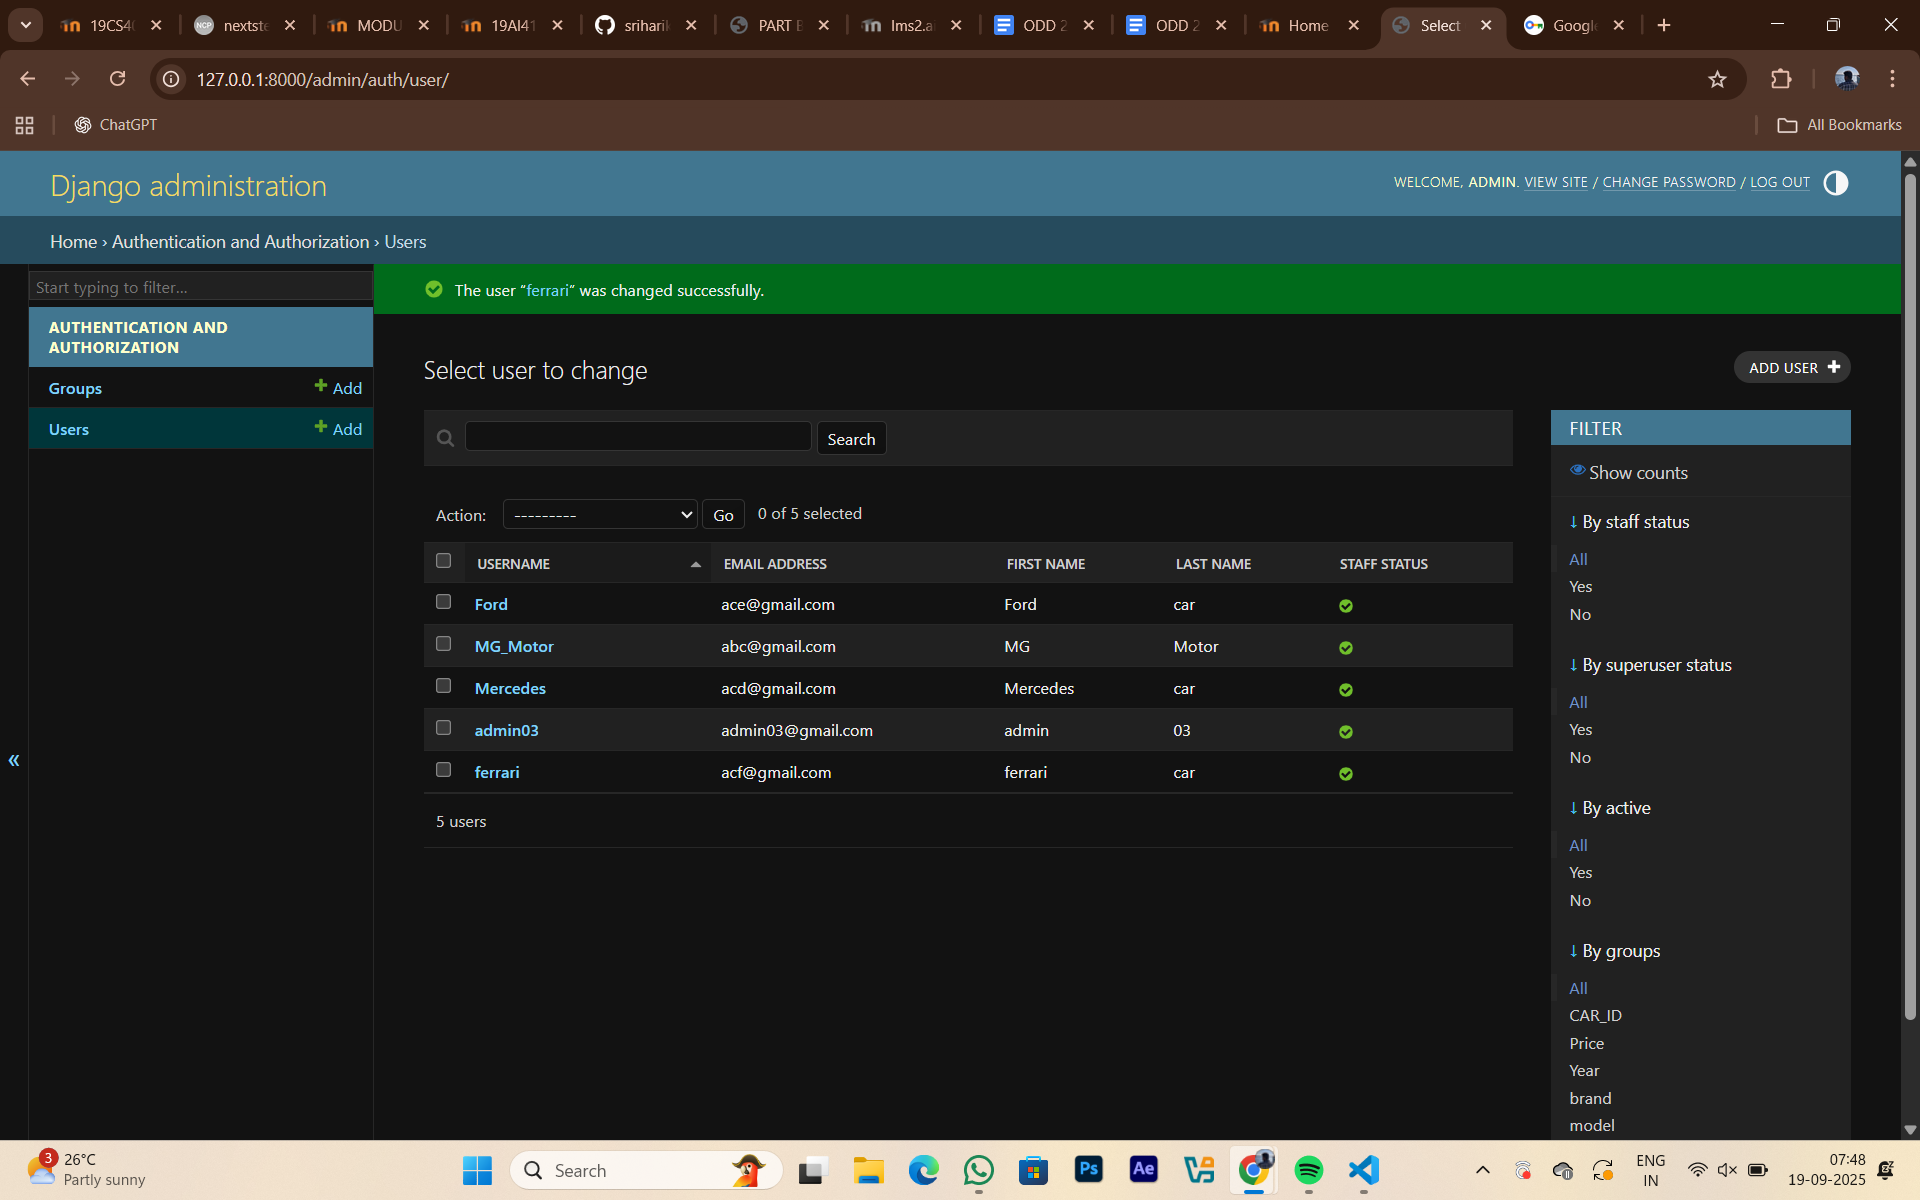 19CS4
nextste
MODU
19AI41
srihari
PART B
lms2.a
ODD 2
ODD 2
Home
Select
Google
127.0.0.1:8000/admin/auth/user/
ChatGPT
All Bookmarks
Django administration
WELCOME, ADMIN. VIEW SITE / CHANGE PASSWORD / LOG OUT
Home › Authentication and Authorization › Users
Start typing to filter...
AUTHENTICATION AND
AUTHORIZATION
Groups
+ Add
Users
+ Add
«
The user “ferrari” was changed successfully.
Select user to change
ADD USER +
Search
Action:
---------
Go
0 of 5 selected
USERNAME EMAIL ADDRESS FIRST NAME LAST NAME STAFF STATUS
Ford ace@gmail.com Ford car
MG_Motor abc@gmail.com MG Motor
Mercedes acd@gmail.com Mercedes car
admin03 admin03@gmail.com admin 03
ferrari acf@gmail.com ferrari car
5 users
FILTER
Show counts
↓ By staff status
All
Yes
No
↓ By superuser status
All
Yes
No
↓ By active
All
Yes
No
↓ By groups
All
CAR_ID
Price
Year
brand
model
3
26°C
Partly sunny
Search
Ps
Ae
ENG
IN
07:48
19-09-2025